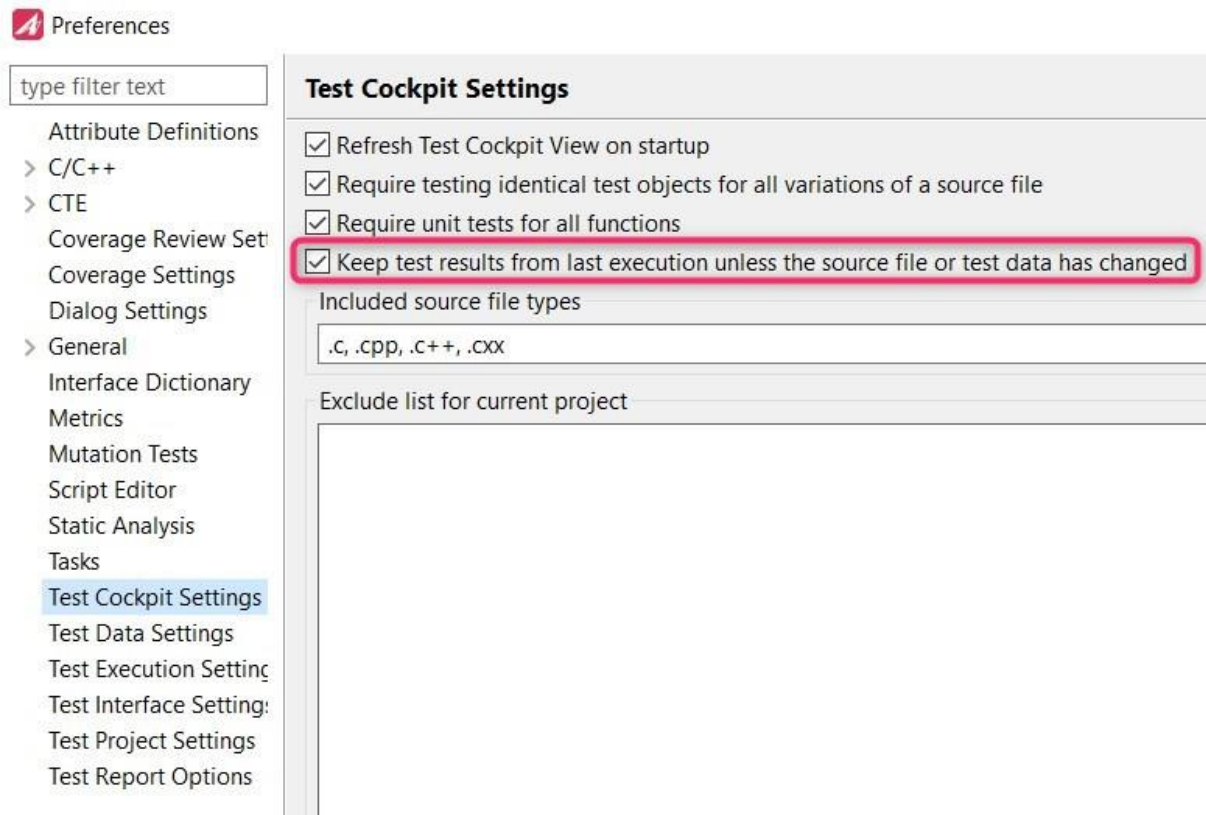 Preferences
type filter text
Attribute Definitions
C/C++
CTE
Coverage Review Sett
Coverage Settings
Dialog Settings
General
Interface Dictionary
Metrics
Mutation Tests
Script Editor
Static Analysis
Tasks
Test Cockpit Settings
Test Data Settings
Test Execution Setting
Test Interface Settings
Test Project Settings
Test Report Options
Test Cockpit Settings
Refresh Test Cockpit View on startup
Require testing identical test objects for all variations of a source file
Require unit tests for all functions
Keep test results from last execution unless the source file or test data has changed
Included source file types
.c, .cpp, .c++, .cxx
Exclude list for current project